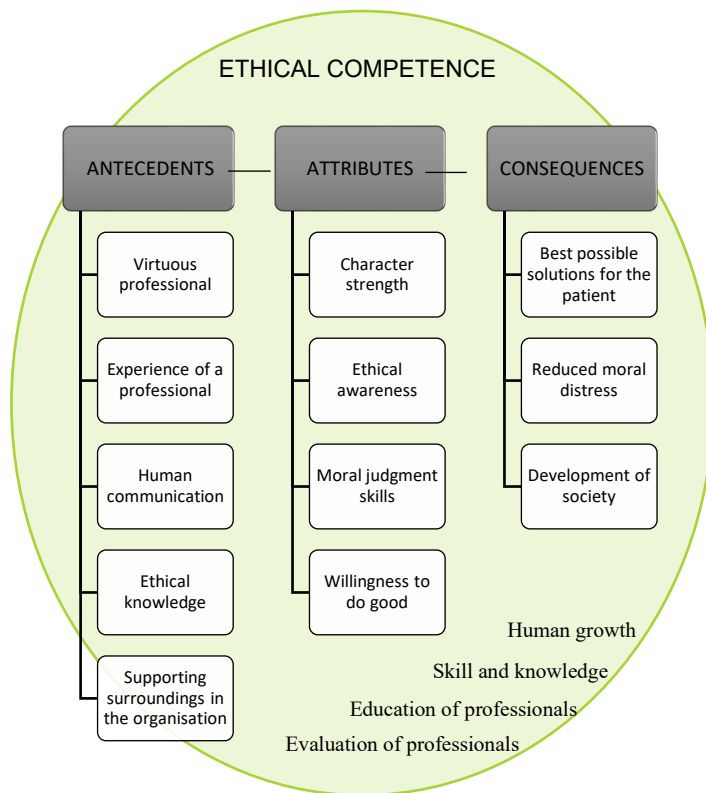 ETHICAL COMPETENCE
ANTECEDENTS
Virtuous
professional
Experience of a
professional
Human
communication
Ethical
knowledge
Supporting
surroundings in
the organisation
ATTRIBUTES
Character
strength
Ethical
awareness
Moral judgment
skills
Willingness to
do good
CONSEQUENCES
Best possible
solutions for the
patient
Reduced moral
distress
Development of
society
Human growth
Skill and knowledge
Education of professionals
Evaluation of professionals